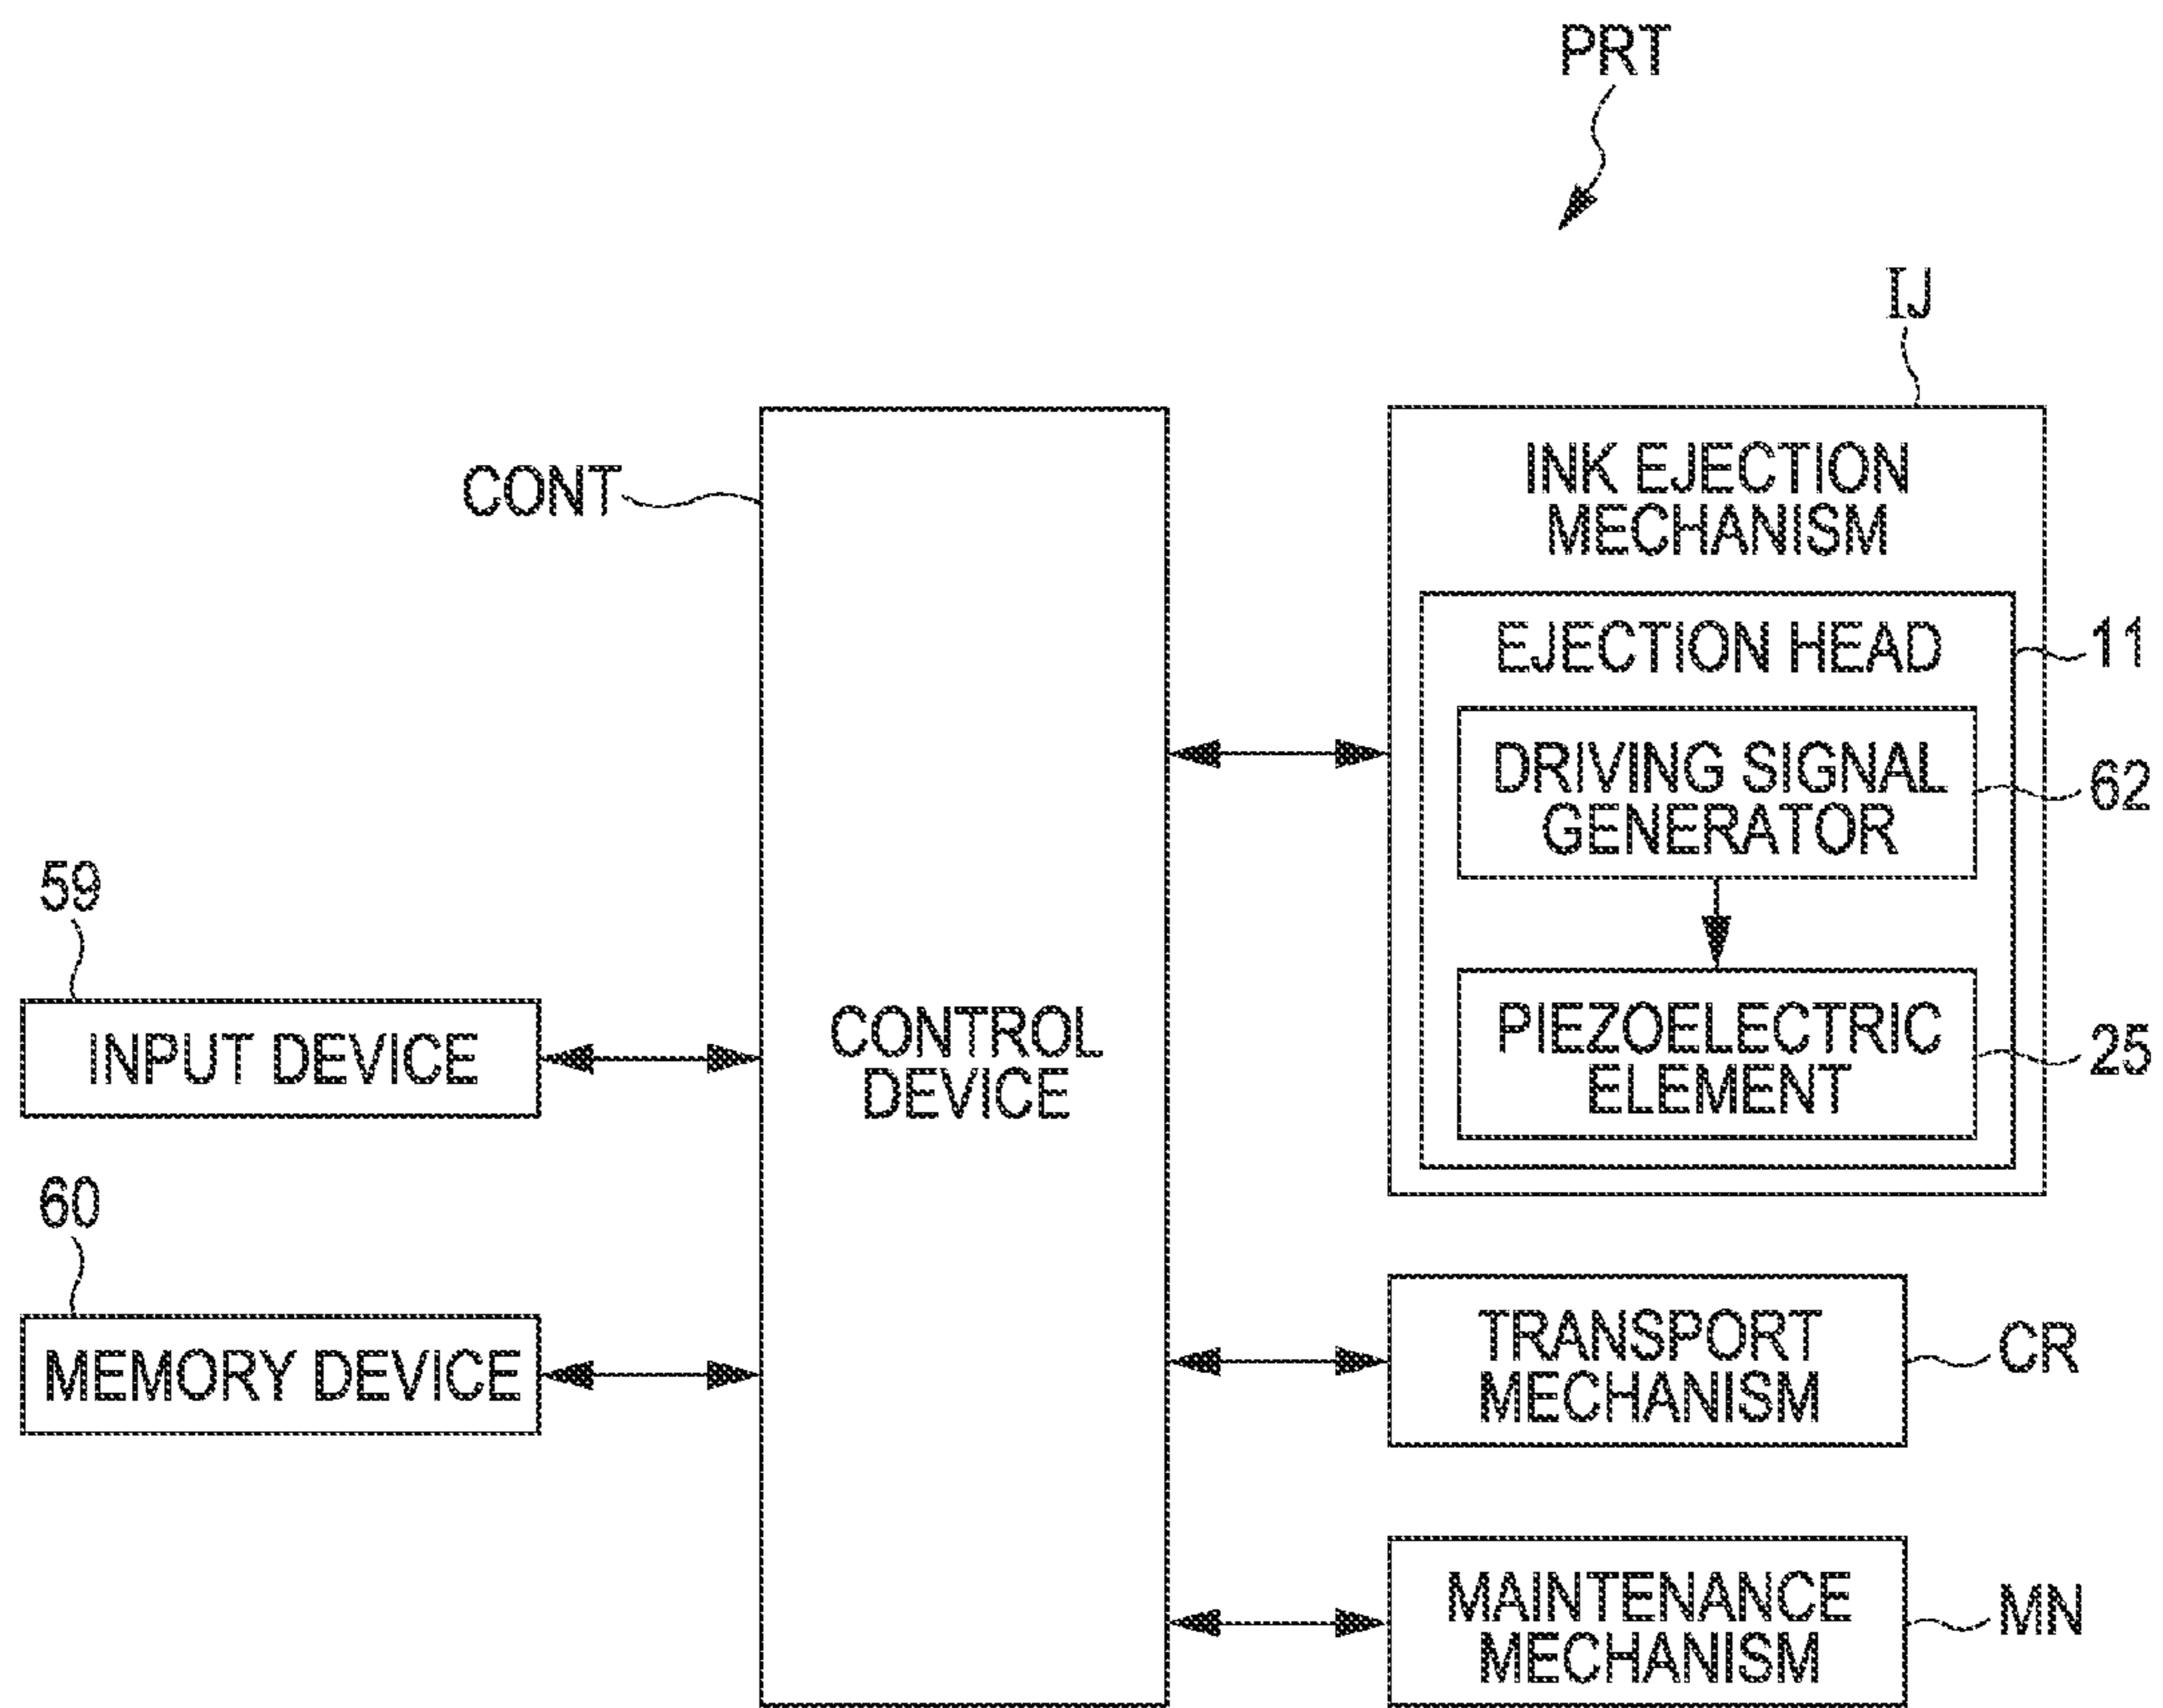 PRT
IJ
CONT
INK EJECTION
MECHANISM
EJECTION HEAD
11
DRIVING SIGNAL
GENERATOR
62
59
INPUT DEVICE
CONTROL
DEVICE
PIEZOELECTRIC
ELEMENT
25
60
MEMORY DEVICE
TRANSPORT
MECHANISM
CR
MAINTENANCE
MECHANISM
MN